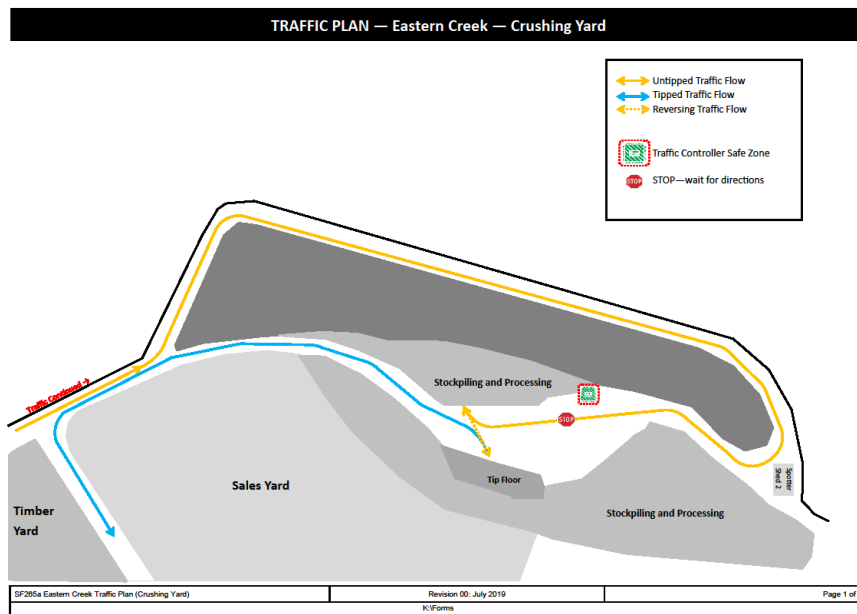 TRAFFIC PLAN — Eastern Creek — Crushing Yard
Untipped Traffic Flow
Tipped Traffic Flow
Reversing Traffic Flow
Traffic Controller Safe Zone
STOP
STOP—wait for directions
Traffic Continued →
Stockpiling and Processing
STOP
Tip Floor
Sales Yard
Spotter
Shed 2
Timber
Yard
Stockpiling and Processing
SF265a Eastern Creek Traffic Plan (Crushing Yard)
Revision 00: July 2019
Page 1 of
K:\Forms